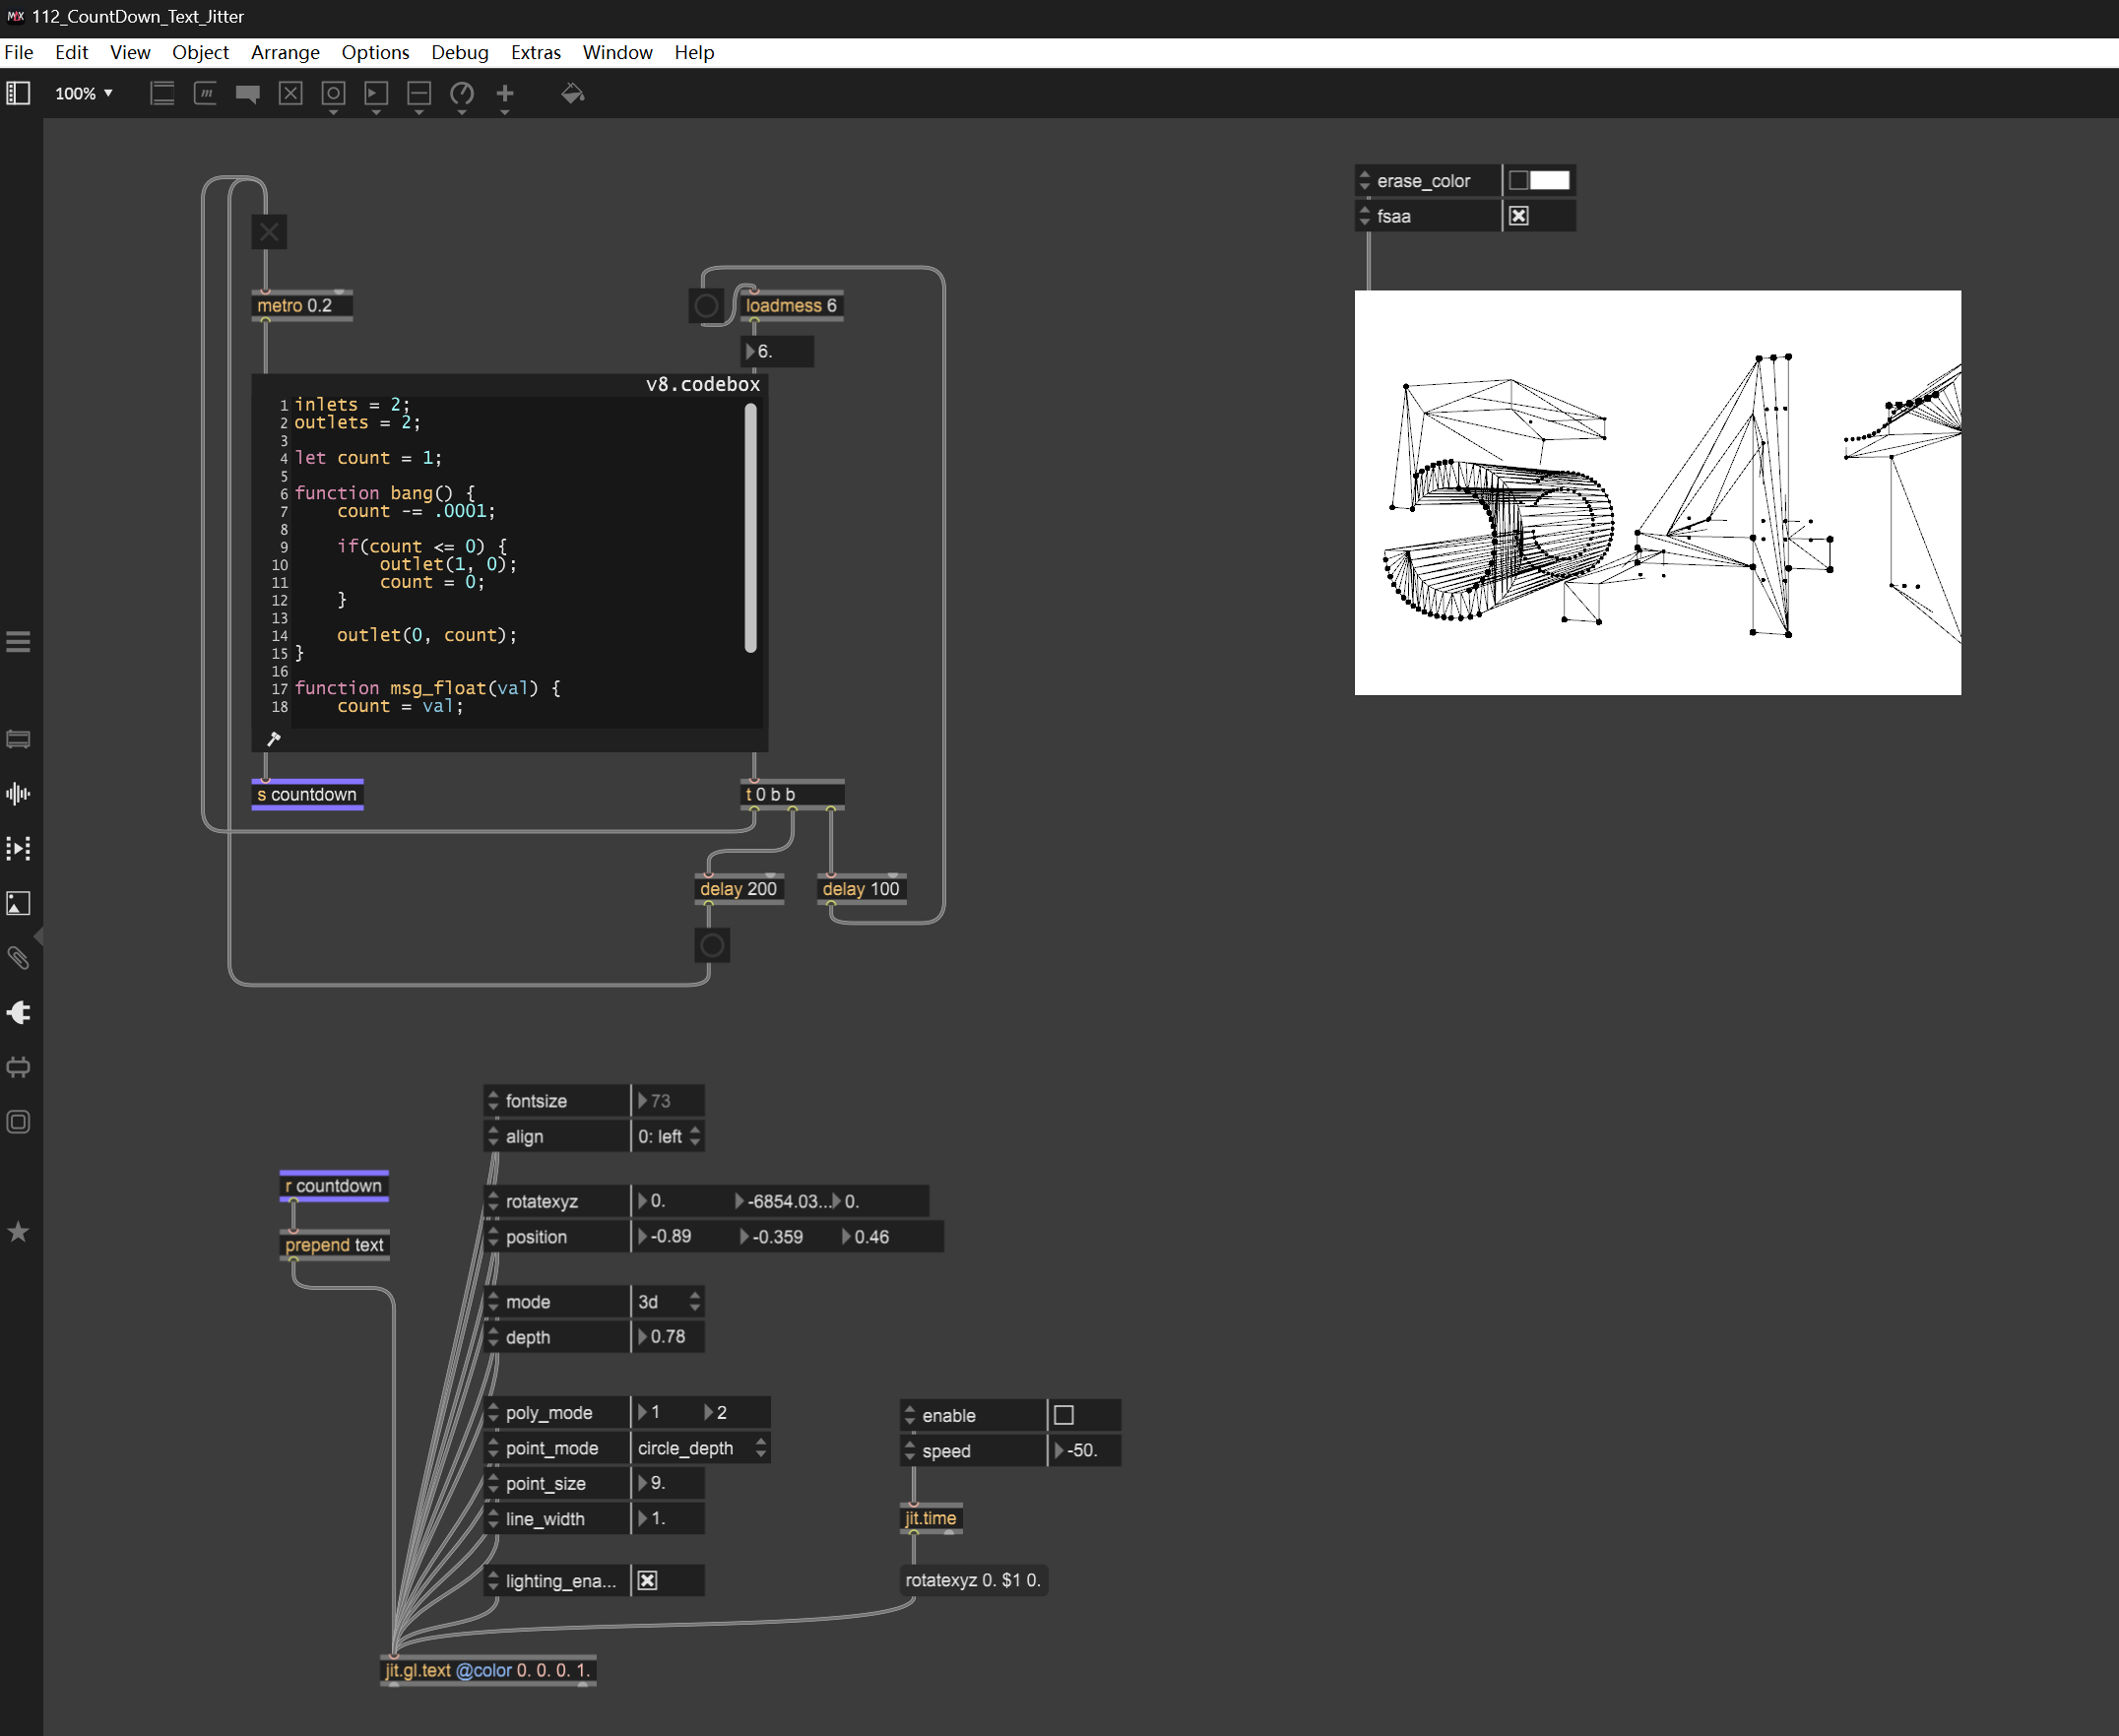 112_CountDown_Text_Jitter
File Edit View Object Arrange Options Debug Extras Window Help
100%
erase_color
fsaa
metro 0.2
loadmess 6
6.
v8.codebox
1 inlets = 2;
2 outlets = 2;
3
4 let count = 1;
5
6 function bang() {
7     count -= .0001;
8
9     if(count <= 0) {
10         outlet(1, 0);
11         count = 0;
12     }
13
14     outlet(0, count);
15 }
16
17 function msg_float(val) {
18     count = val;
s countdown
t 0 b b
delay 200
delay 100
fontsize 73
align 0: left
r countdown
rotatexyz 0. -6854.03... 0.
position -0.89 -0.359 0.46
prepend text
mode 3d
depth 0.78
poly_mode 1 2
point_mode circle_depth
point_size 9.
line_width 1.
lighting_ena...
enable
speed -50.
jit.time
rotatexyz 0. $1 0.
jit.gl.text @color 0. 0. 0. 1.